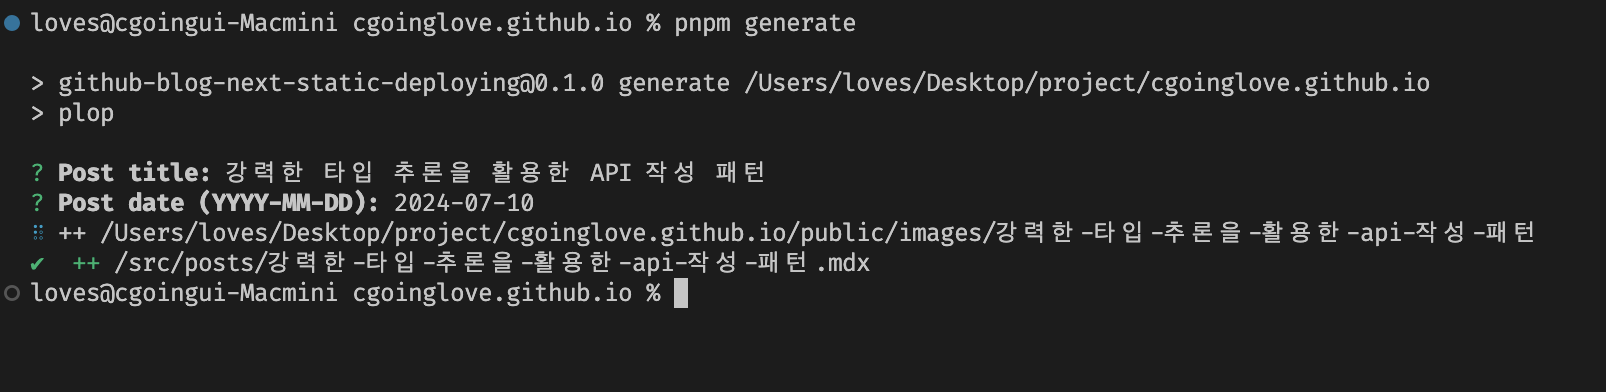 loves@cgoingui-Macmini cgoinglove.github.io % pnpm generate
> github-blog-next-static-deploying@0.1.0 generate /Users/loves/Desktop/project/cgoinglove.github.io
> plop
? Post title: 강력한 타입 추론을 활용한 API 작성 패턴
? Post date (YYYY-MM-DD): 2024-07-10
⠿ ++ /Users/loves/Desktop/project/cgoinglove.github.io/public/images/강력한-타입-추론을-활용한-api-작성-패턴
✔ ++ /src/posts/강력한-타입-추론을-활용한-api-작성-패턴.mdx
loves@cgoingui-Macmini cgoinglove.github.io %